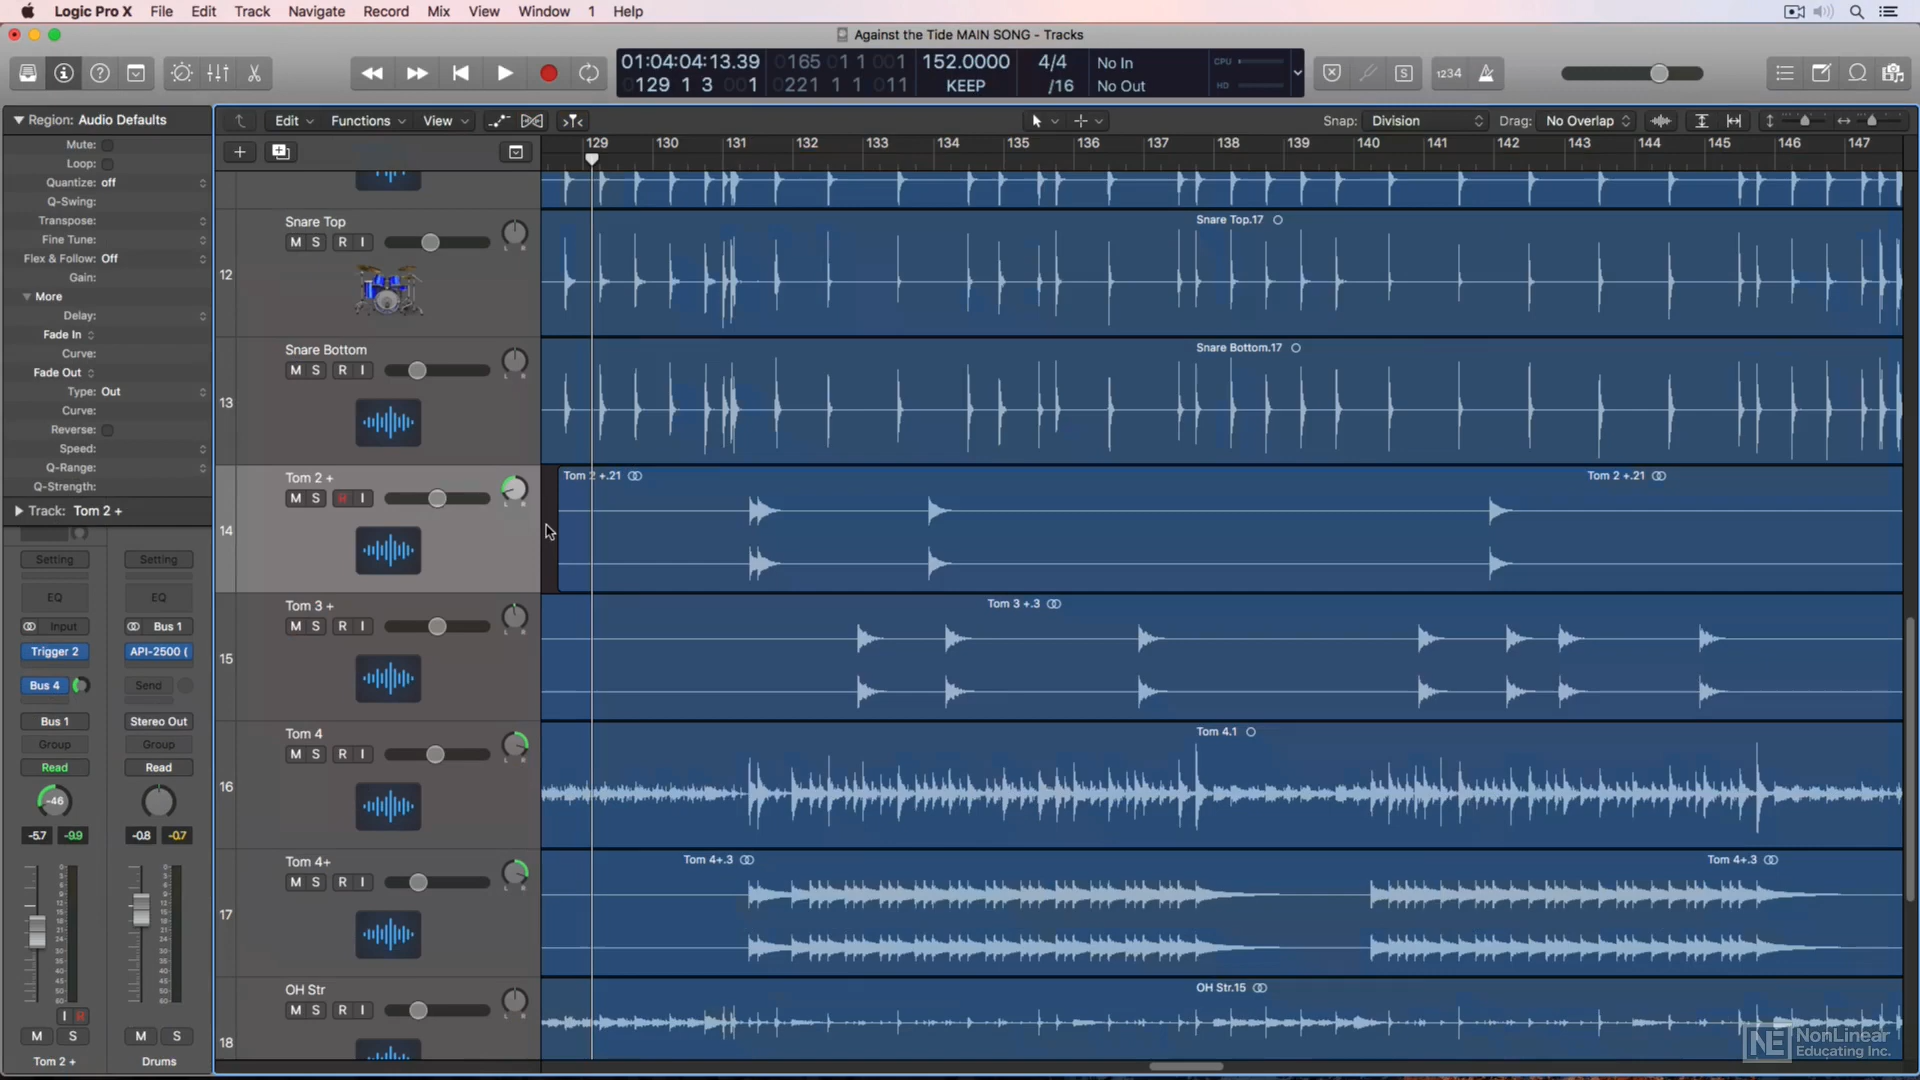 Logic Pro X File Edit Track Navigate Record Mix View Window 1 Help
Against the Tide MAIN SONG - Tracks
01:04:04:13.39 0165 01 1 001 152.0000 4/4 No In CPU
0129 1 3 001 0221 1 1 011 KEEP /16 No Out HD
1234
Region: Audio Defaults
Edit Functions View Snap: Division Drag: No Overlap
129 130 131 132 133 134 135 136 137 138 139 140 141 142 143 144 145 146 147
Mute:
Loop:
Quantize: off
Q-Swing:
Transpose:
Fine Tune:
Flex & Follow: Off
Gain:
More
Delay:
Fade In
Curve:
Fade Out
Type: Out
Curve:
Reverse:
Speed:
Q-Range:
Q-Strength:
Track: Tom 2 +
Setting Setting
EQ EQ
Input Bus 1
Trigger 2 API-2500 (
Bus 4 Send
Bus 1 Stereo Out
Group Group
Read Read
-46
-5.7 -9.9 -0.8 -0.7
I R
M S M S
Tom 2 + Drums
12 Snare Top
M S R I L R
Snare Top.17
13 Snare Bottom
M S R I L R
Snare Bottom.17
14 Tom 2 +
M S R I L R
Tom 2 +.21 Tom 2 +.21
15 Tom 3 +
M S R I L R
Tom 3 +.3
16 Tom 4
M S R I L R
Tom 4.1
17 Tom 4+
M S R I L R
Tom 4+.3 Tom 4+.3
18 OH Str
M S R I L R
OH Str.15
NE NonLinear
Educating Inc.